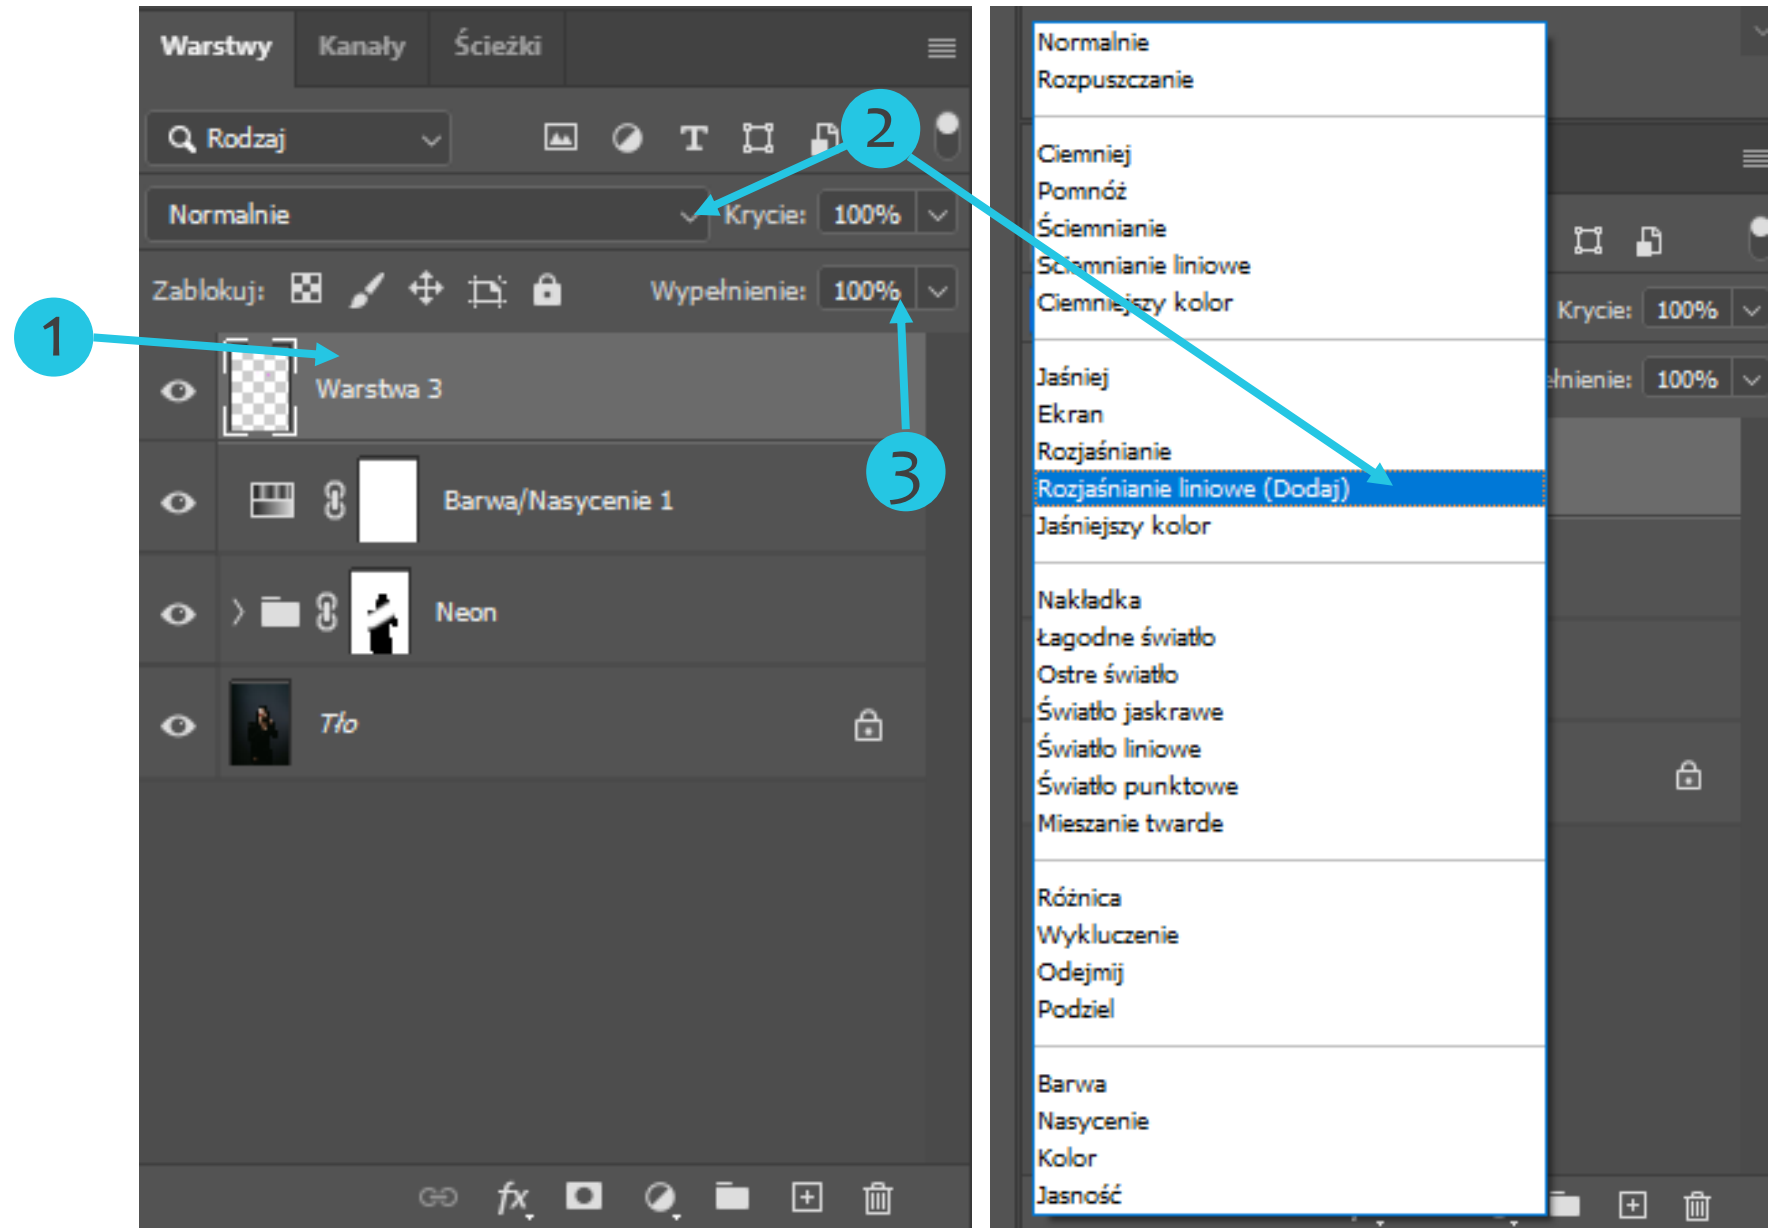 Warstwy Kanały Ścieżki
Rodzaj
2
Normalnie Krycie: 100%
Zablokuj: Wypełnienie: 100%
1
Warstwa 3
3
Barwa/Nasycenie 1
Neon
Tło
fx
Normalnie
Rozpuszczanie
Ciemniej
Pomnóż
Ściemnianie
Ściemnianie liniowe
Ciemniejszy kolor
Krycie: 100%
Jaśniej
100%
Ekran
Rozjaśnianie
Rozjaśnianie liniowe (Dodaj)
Jaśniejszy kolor
Nakładka
Łagodne światło
Ostre światło
Światło jaskrawe
Światło liniowe
Światło punktowe
Mieszanie twarde
Różnica
Wykluczenie
Odejmij
Podziel
Barwa
Nasycenie
Kolor
Jasność